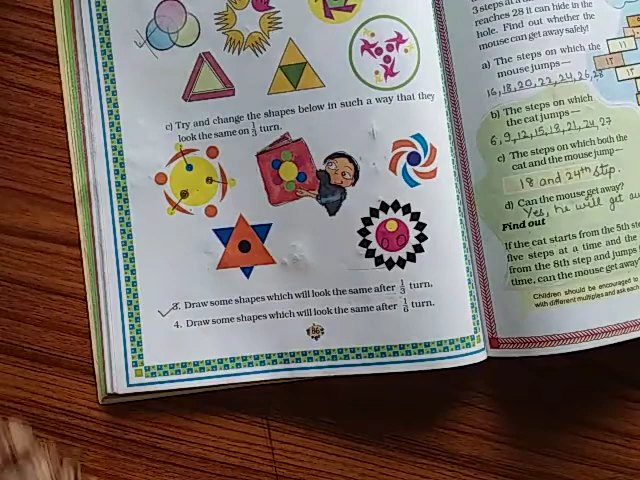 c) Try and change the shapes below in such a way that they
look the same on 1/3 turn.
3. Draw some shapes which will look the same after 1/3 turn.
4. Draw some shapes which will look the same after 1/6 turn.
86
3 steps at a
reaches 28 it can hide in the
hole. Find out whether the
mouse can get away safely!
a) The steps on which the
mouse jumps—
16, 18, 20, 22, 24, 26, 28
b) The steps on which
the cat jumps —
6, 9, 12, 15, 18, 21, 24, 27
c) The steps on which both the
cat and the mouse jump —
18 and 24th step.
d) Can the mouse get away?
Yes, he will get
Find out
If the cat starts from the 5th
five steps at a time and the
from the 8th step and jumps
time, can the mouse get away?
Children should be encouraged to
with different multiples and ask each